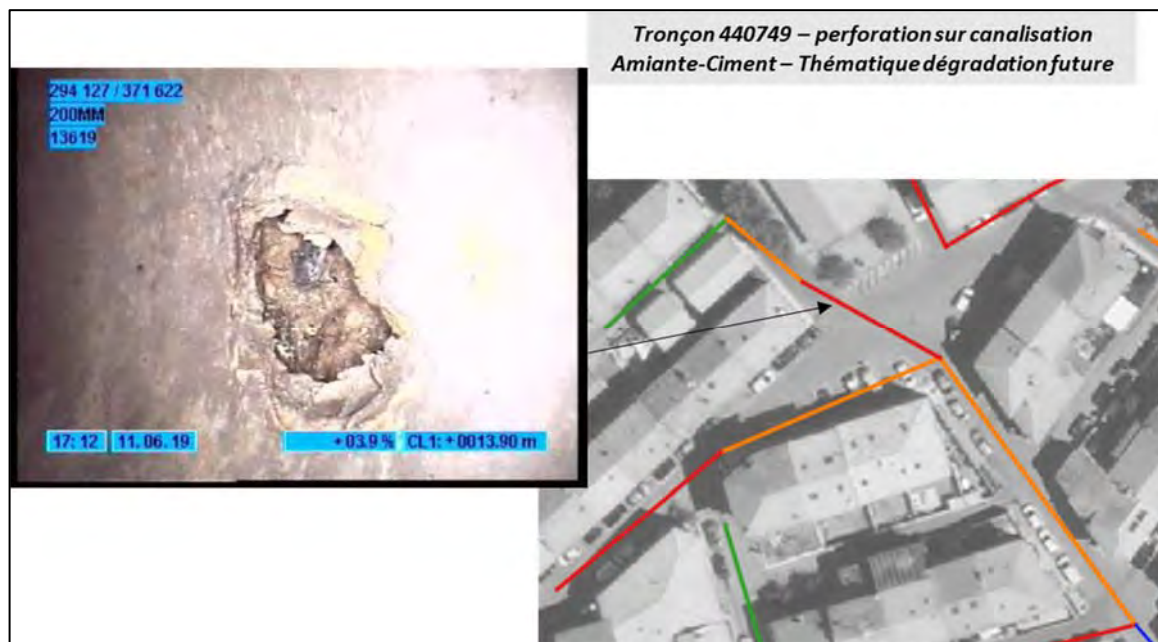 Tronçon 440749 – perforation sur canalisation
Amiante-Ciment – Thématique dégradation future
294 127 / 371 622
200MM
13619
17: 12 11. 06. 19 +03.9 % CL1: +0013.90 m